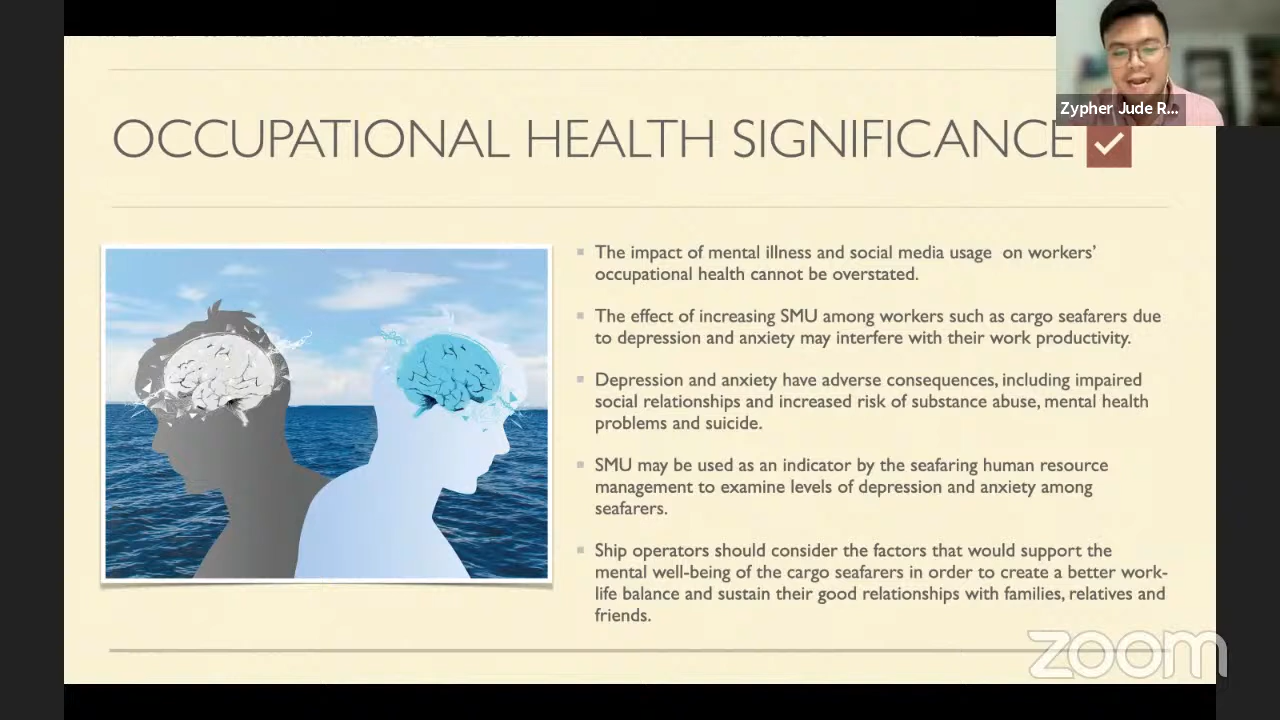 Zypher Jude R...
OCCUPATIONAL HEALTH SIGNIFICANCE
The impact of mental illness and social media usage on workers’
occupational health cannot be overstated.
The effect of increasing SMU among workers such as cargo seafarers due
to depression and anxiety may interfere with their work productivity.
Depression and anxiety have adverse consequences, including impaired
social relationships and increased risk of substance abuse, mental health
problems and suicide.
SMU may be used as an indicator by the seafaring human resource
management to examine levels of depression and anxiety among
seafarers.
Ship operators should consider the factors that would support the
mental well-being of the cargo seafarers in order to create a better work-
life balance and sustain their good relationships with families, relatives and
friends.
zoom